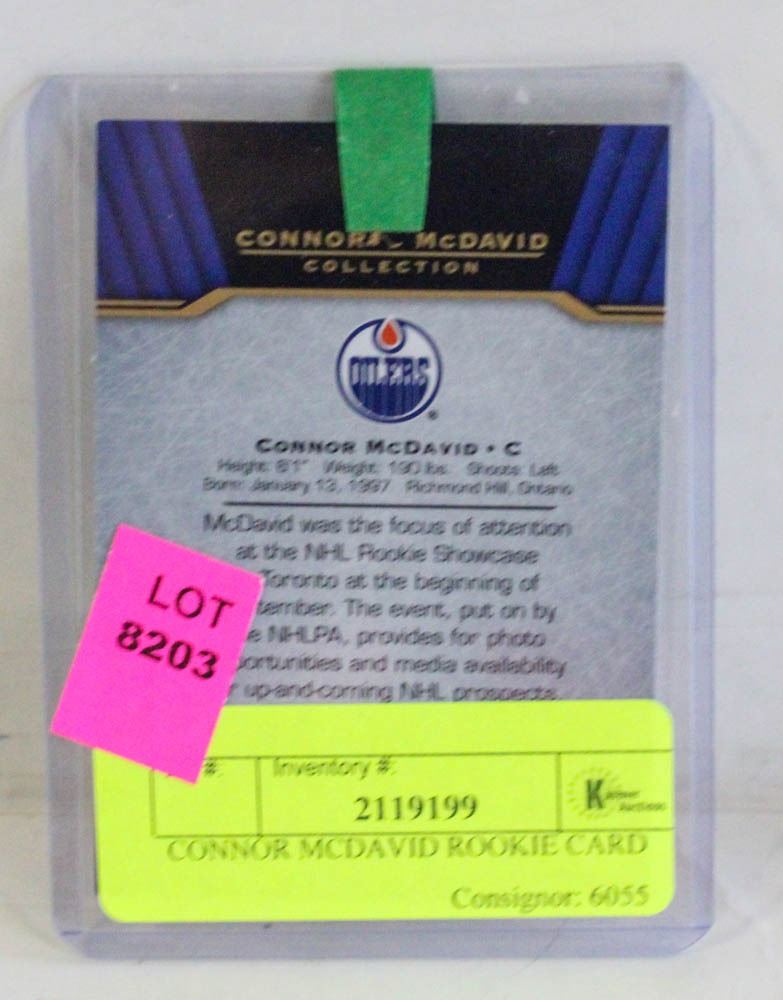 CONNOR McDAVID
COLLECTION
OILERS
CONNOR McDAVID • C
Height: 6'1" Weight: 190 lbs. Shoots: Left
Born: January 13, 1997 Richmond Hill, Ontario
McDavid was the focus of attention
at the NHL Rookie Showcase
Toronto at the beginning of
tember. The event, put on by
e NHLPA, provides for photo
portunities and media availability
r up-and-coming NHL prospects.
LOT
8203
#: Inventory #:
2119199
CONNOR MCDAVID ROOKIE CARD
Consignor: 6055